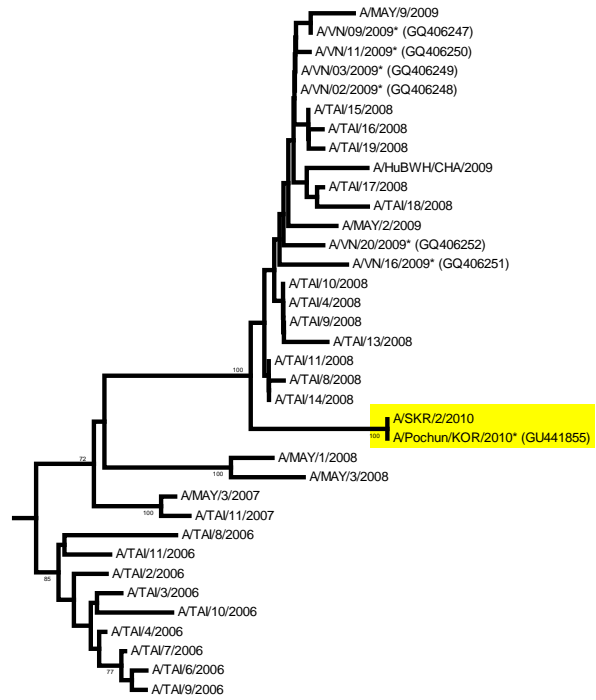 A/MAY/9/2009
A/VN/09/2009* (GQ406247)
A/VN/11/2009* (GQ406250)
A/VN/03/2009* (GQ406249)
A/VN/02/2009* (GQ406248)
A/TAI/15/2008
A/TAI/16/2008
A/TAI/19/2008
A/HuBWH/CHA/2009
A/TAI/17/2008
A/TAI/18/2008
A/MAY/2/2009
A/VN/20/2009* (GQ406252)
A/VN/16/2009* (GQ406251)
A/TAI/10/2008
A/TAI/4/2008
A/TAI/9/2008
A/TAI/13/2008
A/TAI/11/2008
100
A/TAI/8/2008
A/TAI/14/2008
A/SKR/2/2010
100
A/Pochun/KOR/2010* (GU441855)
72
A/MAY/1/2008
100
A/MAY/3/2008
A/MAY/3/2007
100
A/TAI/11/2007
A/TAI/8/2006
A/TAI/11/2006
85
A/TAI/2/2006
A/TAI/3/2006
A/TAI/10/2006
A/TAI/4/2006
A/TAI/7/2006
77
A/TAI/6/2006
A/TAI/9/2006